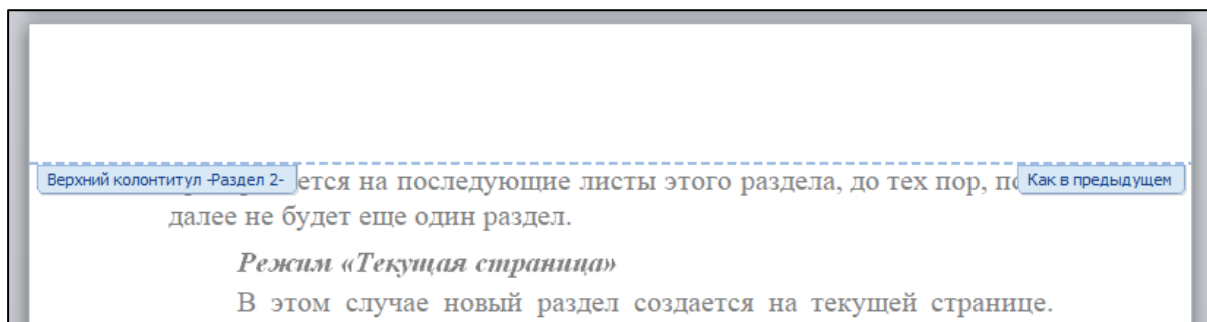 Верхний колонтитул -Раздел 2-
ется на последующие листы этого раздела, до тех пор,
Как в предыдущем
далее не будет еще один раздел.
Режим «Текущая страница»
В этом случае новый раздел создается на текущей странице.